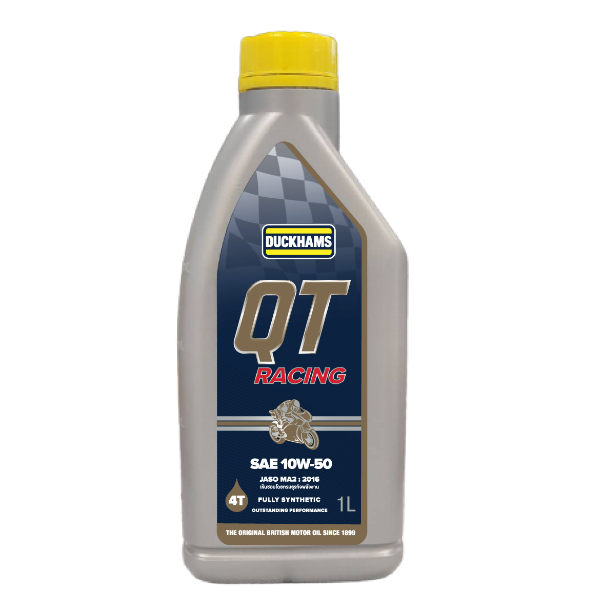 DUCKHAMS
QT
RACING
SAE 10W-50
JASO MA2 : 2016
4T
FULLY SYNTHETIC
OUTSTANDING PERFORMANCE
1L
THE ORIGINAL BRITISH MOTOR OIL SINCE 1899